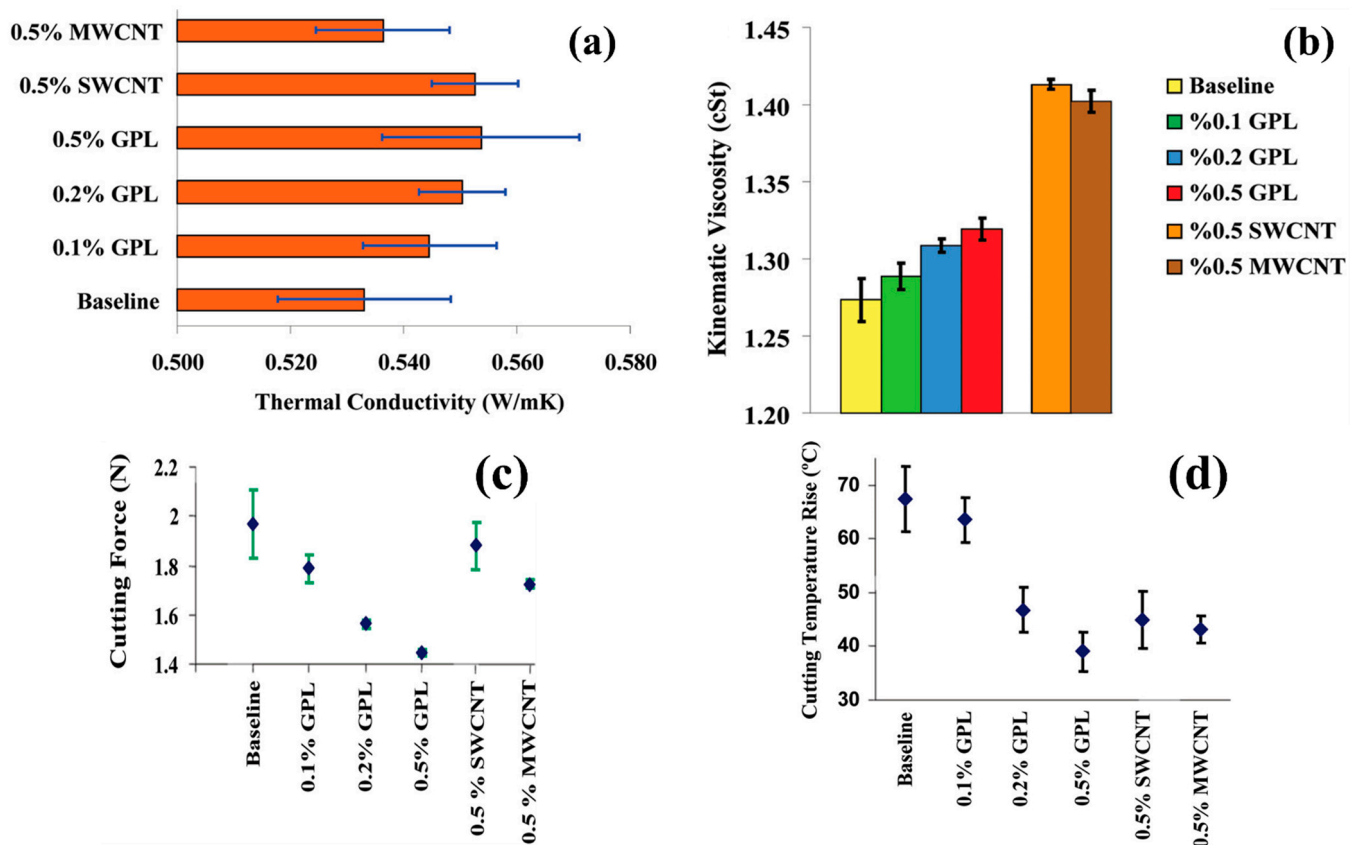 (a)
0.5% MWCNT
0.5% SWCNT
0.5% GPL
0.2% GPL
0.1% GPL
Baseline
0.500 0.520 0.540 0.560 0.580
Thermal Conductivity (W/mK)
(b)
Kinematic Viscosity (cSt)
1.45
1.40
1.35
1.30
1.25
1.20
Baseline
%0.1 GPL
%0.2 GPL
%0.5 GPL
%0.5 SWCNT
%0.5 MWCNT
(c)
Cutting Force (N)
2.2
2
1.8
1.6
1.4
Baseline
0.1% GPL
0.2% GPL
0.5% GPL
0.5 % SWCNT
0.5 % MWCNT
(d)
Cutting Temperature Rise (ºC)
70
60
50
40
30
Baseline
0.1% GPL
0.2% GPL
0.5% GPL
0.5% SWCNT
0.5% MWCNT